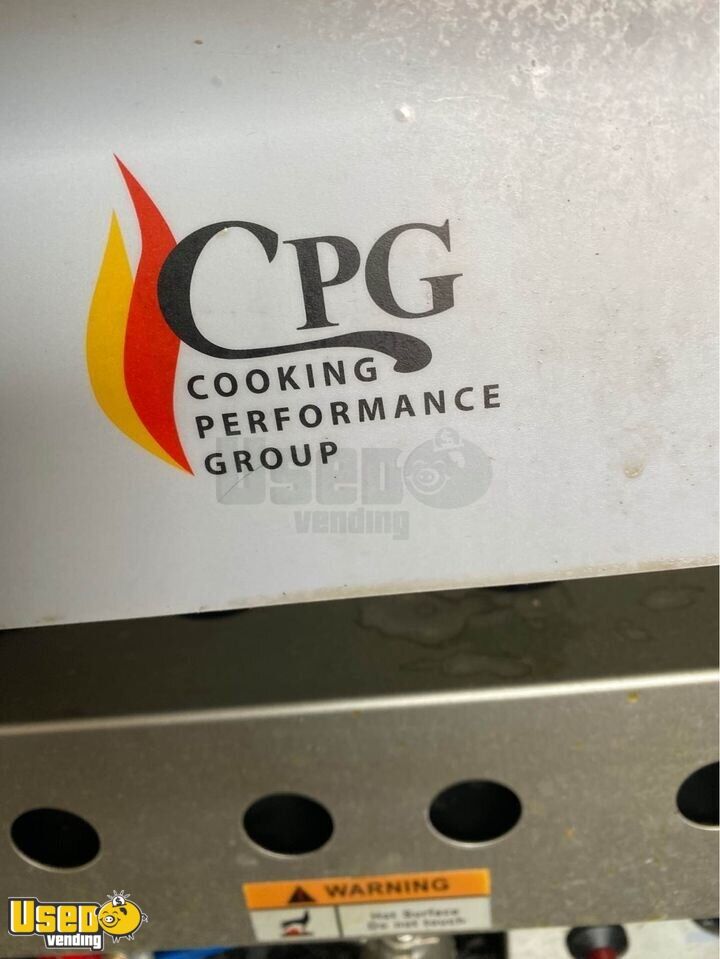 CPG
COOKING
PERFORMANCE
GROUP
USED
vending
WARNING
Hot Surface
Do not touch
USED
vending